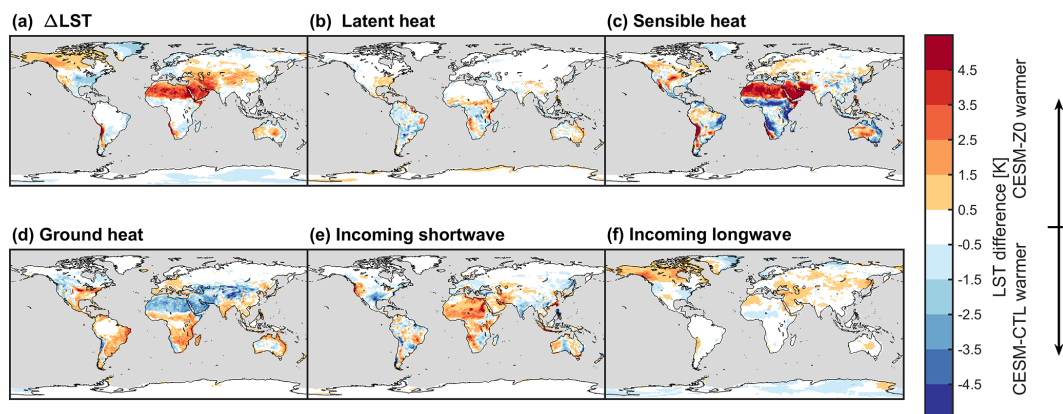 (a) ΔLST
(b) Latent heat
(c) Sensible heat
(d) Ground heat
(e) Incoming shortwave
(f) Incoming longwave
4.5
3.5
2.5
1.5
0.5
-0.5
-1.5
-2.5
-3.5
-4.5
LST difference [K]
CESM-Z0 warmer
CESM-CTL warmer